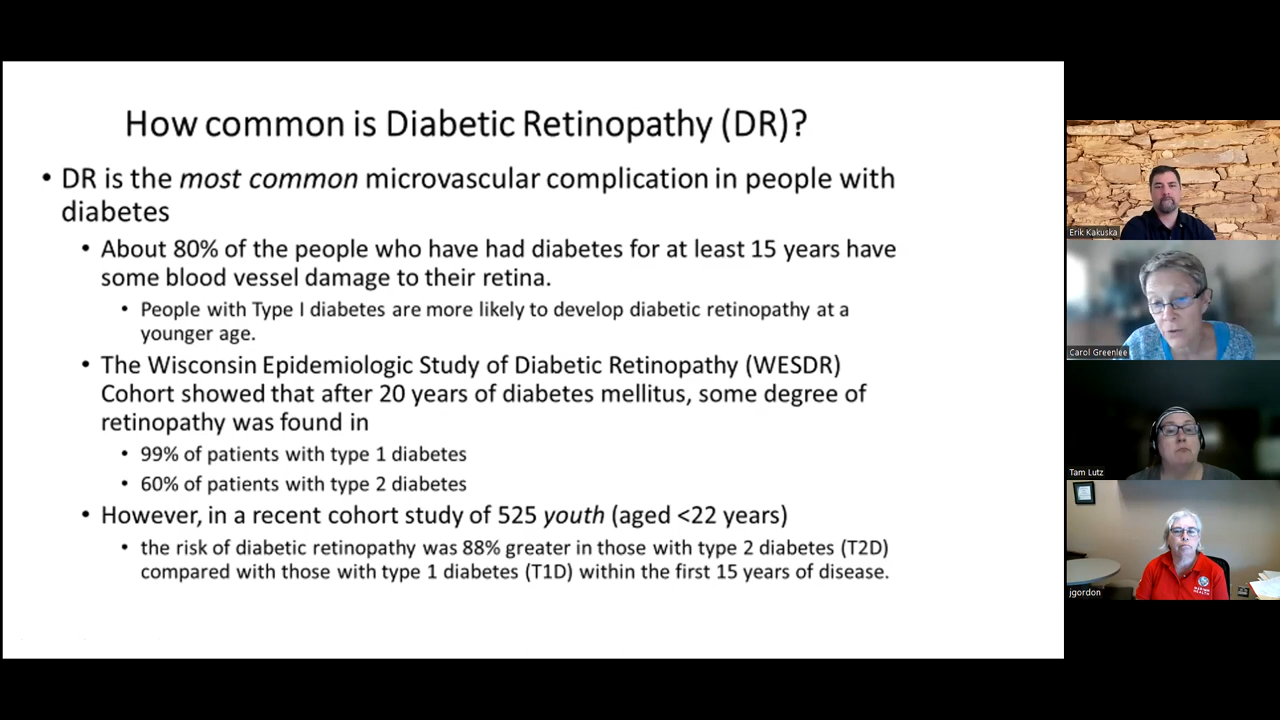 How common is Diabetic Retinopathy (DR)?
• DR is the most common microvascular complication in people with
diabetes
• About 80% of the people who have had diabetes for at least 15 years have
some blood vessel damage to their retina.
• People with Type I diabetes are more likely to develop diabetic retinopathy at a
younger age.
• The Wisconsin Epidemiologic Study of Diabetic Retinopathy (WESDR)
Cohort showed that after 20 years of diabetes mellitus, some degree of
retinopathy was found in
• 99% of patients with type 1 diabetes
• 60% of patients with type 2 diabetes
• However, in a recent cohort study of 525 youth (aged <22 years)
• the risk of diabetic retinopathy was 88% greater in those with type 2 diabetes (T2D)
compared with those with type 1 diabetes (T1D) within the first 15 years of disease.
Erik Kakuska
Carol Greenlee
Tam Lutz
jgordon